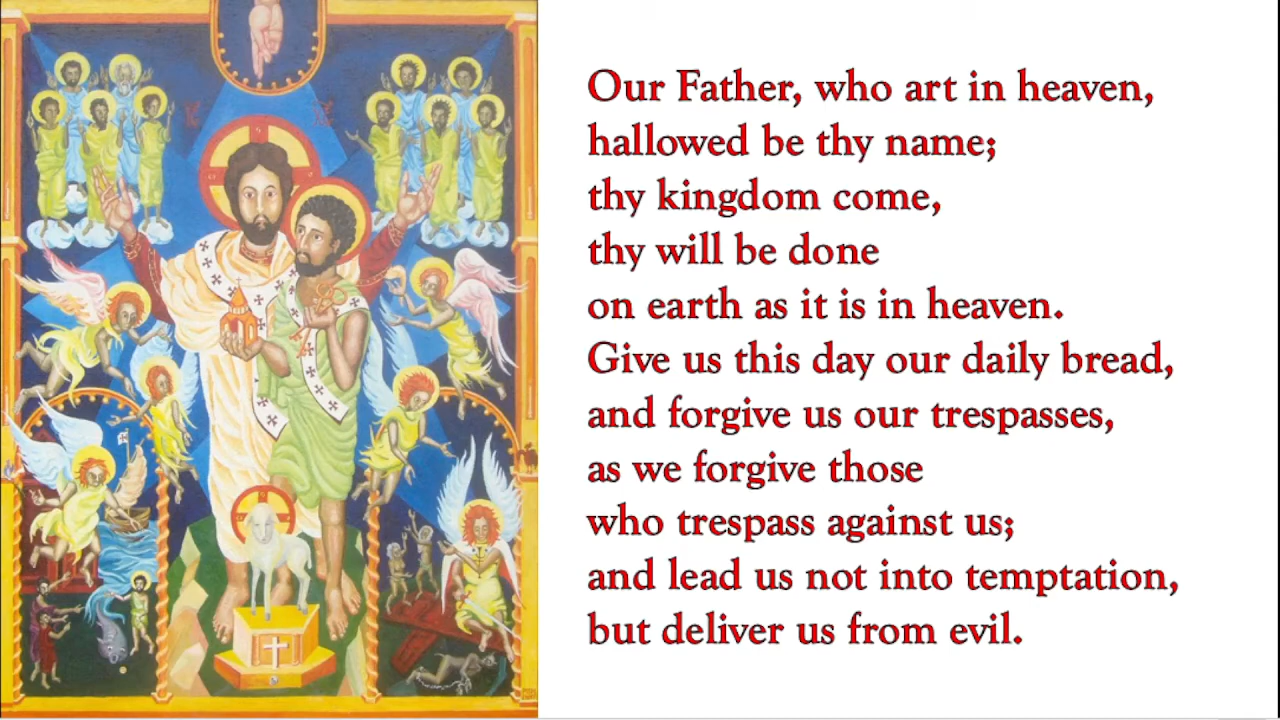 Our Father, who art in heaven,
hallowed be thy name;
thy kingdom come,
thy will be done
on earth as it is in heaven.
Give us this day our daily bread,
and forgive us our trespasses,
as we forgive those
who trespass against us;
and lead us not into temptation,
but deliver us from evil.